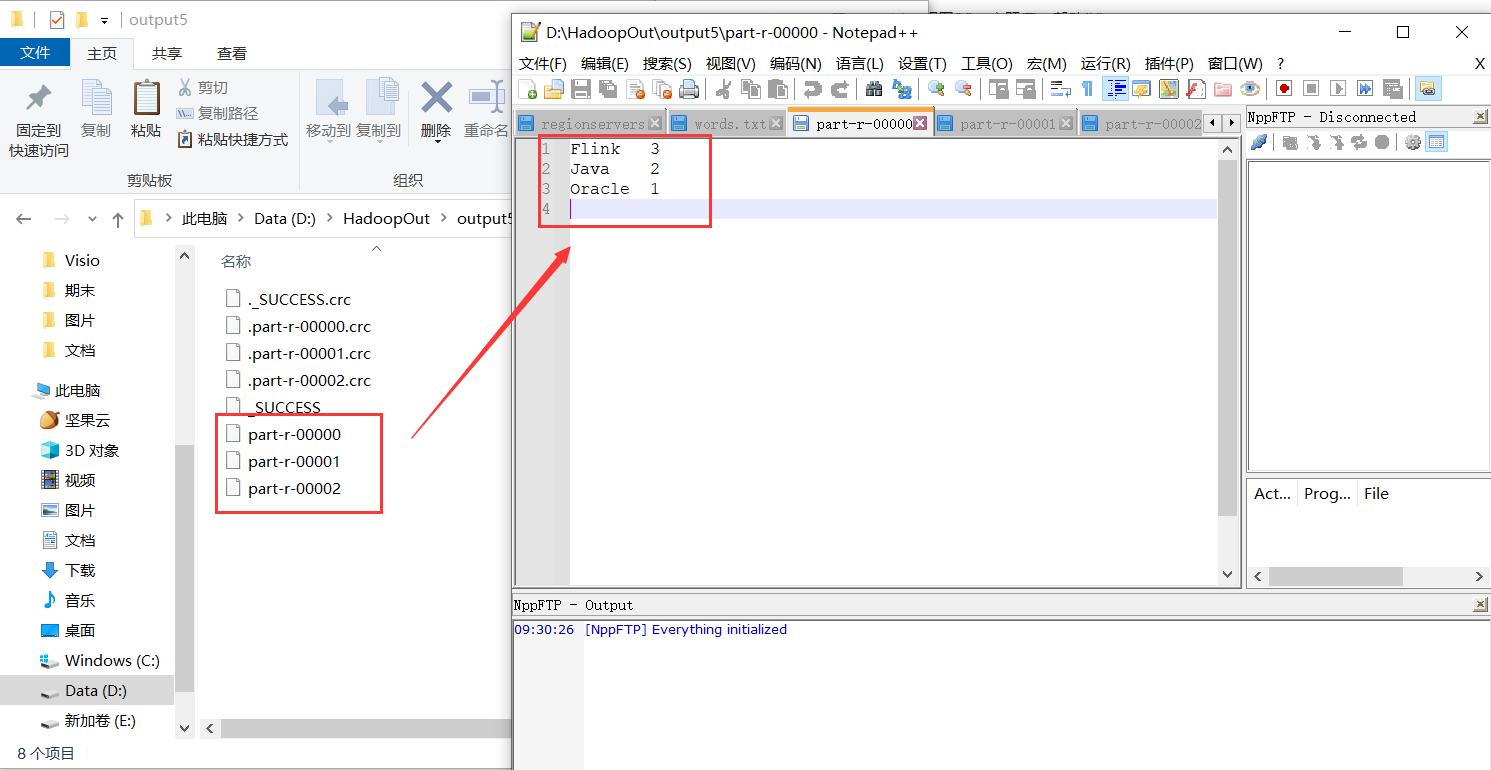 output5
文件 主页 共享 查看
固定到
快速访问
复制
粘贴
剪切
复制路径
粘贴快捷方式
移动到 复制到 删除 重命名
剪贴板
组织
此电脑 Data (D:) HadoopOut output5
Visio
期末
图片
文档
此电脑
坚果云
3D 对象
视频
图片
文档
下载
音乐
桌面
Windows (C:)
Data (D:)
新加卷 (E:)
8 个项目
名称
._SUCCESS.crc
.part-r-00000.crc
.part-r-00001.crc
.part-r-00002.crc
_SUCCESS
part-r-00000
part-r-00001
part-r-00002
D:\HadoopOut\output5\part-r-00000 - Notepad++
文件(F) 编辑(E) 搜索(S) 视图(V) 编码(N) 语言(L) 设置(T) 工具(O) 宏(M) 运行(R) 插件(P) 窗口(W) ? X
regionservers words.txt part-r-00000 part-r-00001 part-r-00002
1 Flink 3
2 Java 2
3 Oracle 1
4
NppFTP - Disconnected
Act... Prog... File
NppFTP - Output
09:30:26 [NppFTP] Everything initialized